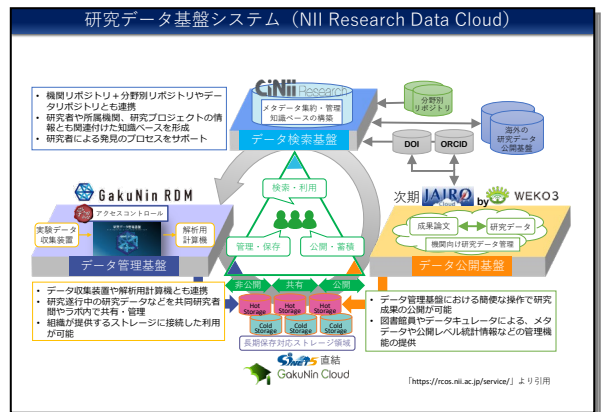 研究データ基盤システム（NII Research Data Cloud）
• 機関リポジトリ＋分野別リポジトリやデー
タリポジトリとも連携
• 研究者や所属機関、研究プロジェクトの情
報とも関連付けた知識ベースを形成
• 研究者による発見のプロセスをサポート
CiNii Research
メタデータ集約・管理
知識ベースの構築
データ検索基盤
分野別
リポジトリ
海外の
研究データ
公開基盤
DOI
ORCID
検索・利用
管理・保存
公開・蓄積
GakuNin RDM
アクセスコントロール
実験データ
収集装置
解析用
計算機
データ管理基盤
次期 JAIRO Cloud by WEKO3
成果論文
研究データ
機関向け研究データ管理
データ公開基盤
非公開
共有
公開
• データ収集装置や解析用計算機とも連携
• 研究遂行中の研究データなどを共同研究者
間やラボ内で共有・管理
• 組織が提供するストレージに接続した利用
が可能
Hot Storage
Hot Storage
Hot Storage
Cold Storage
Cold Storage
Cold Storage
長期保存対応ストレージ領域
SINET5 直結
GakuNin Cloud
• データ管理基盤における簡便な操作で研究
成果の公開が可能
• 図書館員やデータキュレータによる、メタ
データや公開レベル統計情報などの管理機
能の提供
「https://rcos.nii.ac.jp/service/」より引用